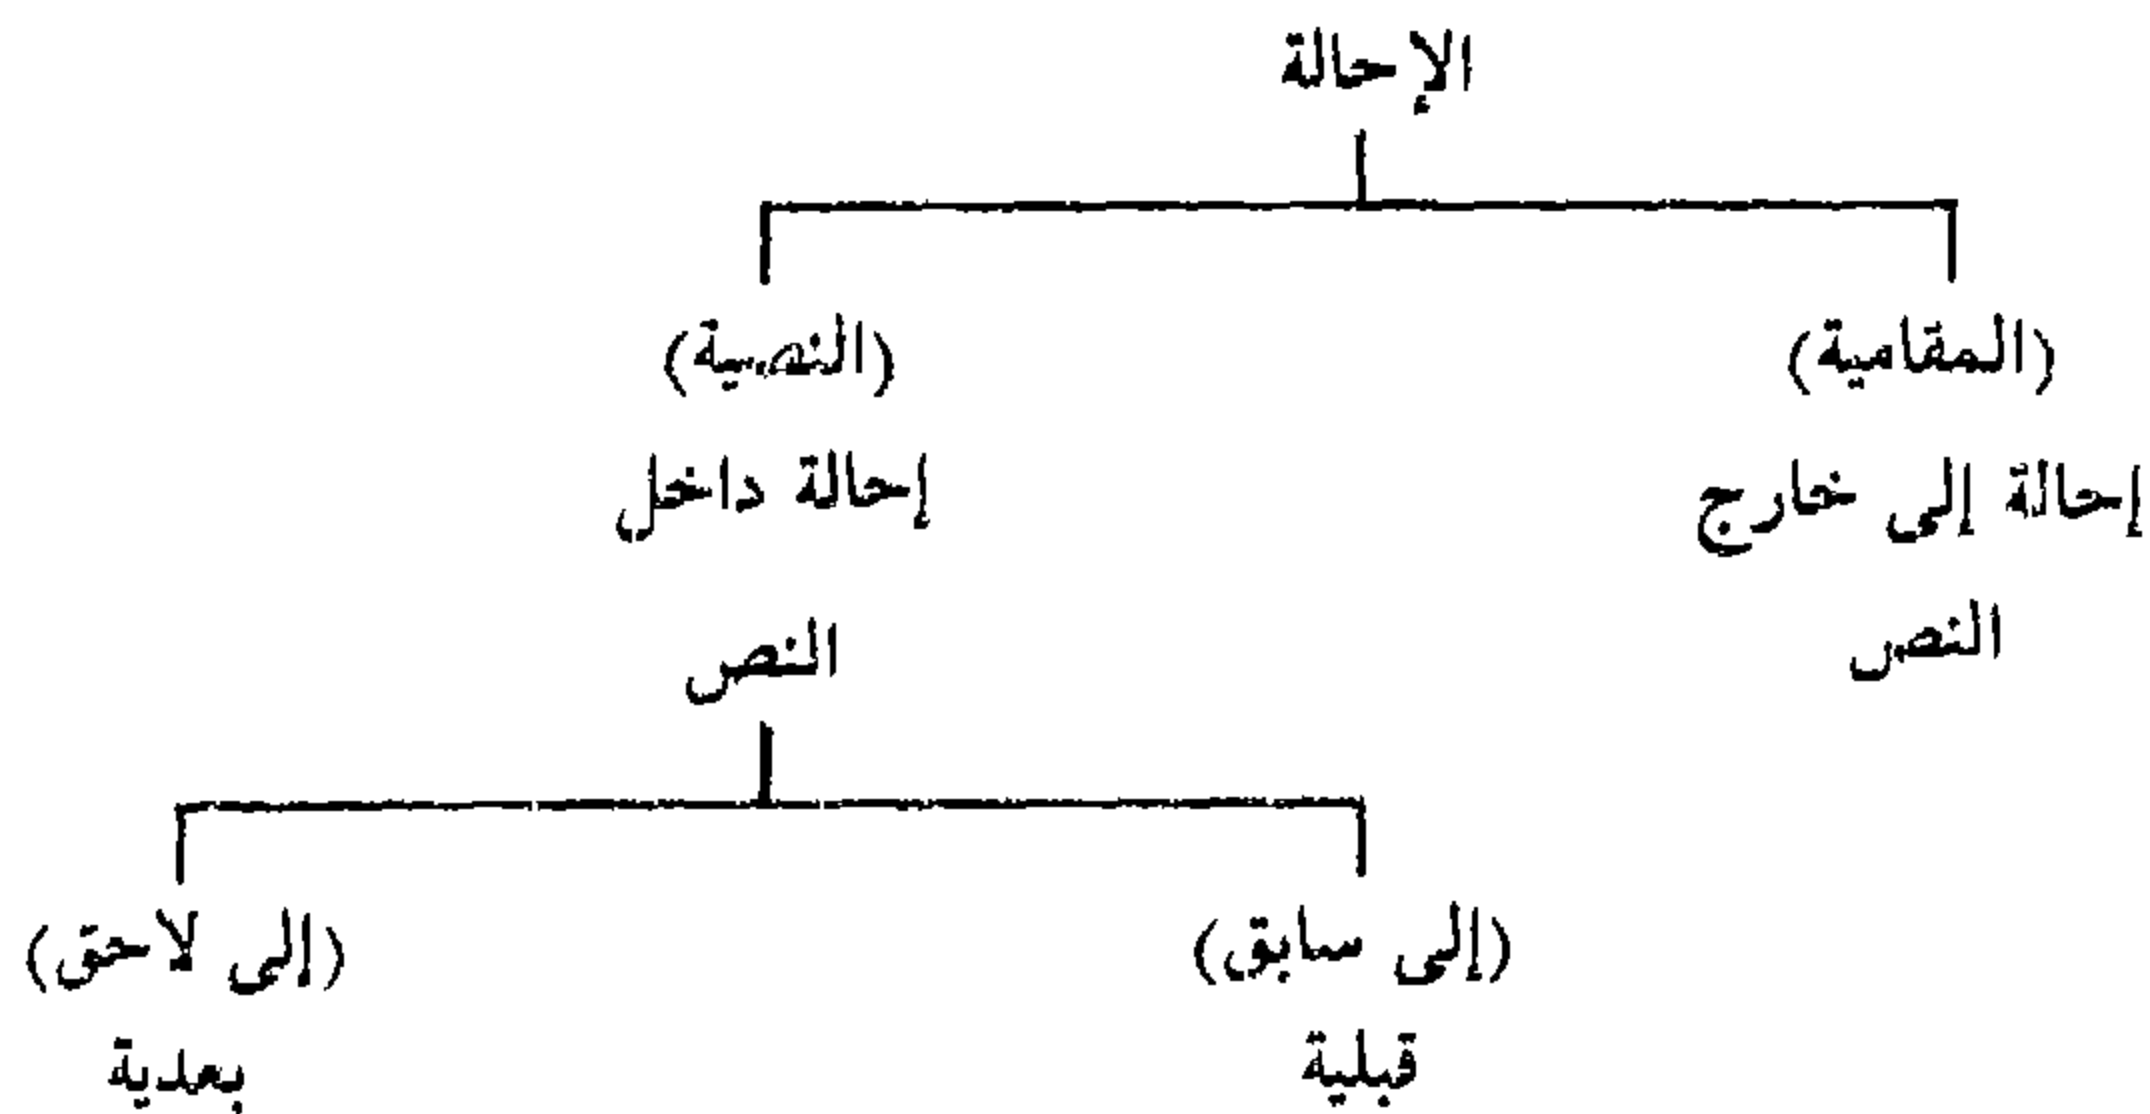 الإحالة
(المقامية)
إحالة إلى خارج
النص
(النصية)
إحالة داخل
النص
(إلى سابق)
قبلية
(إلى لاحق)
بعدية